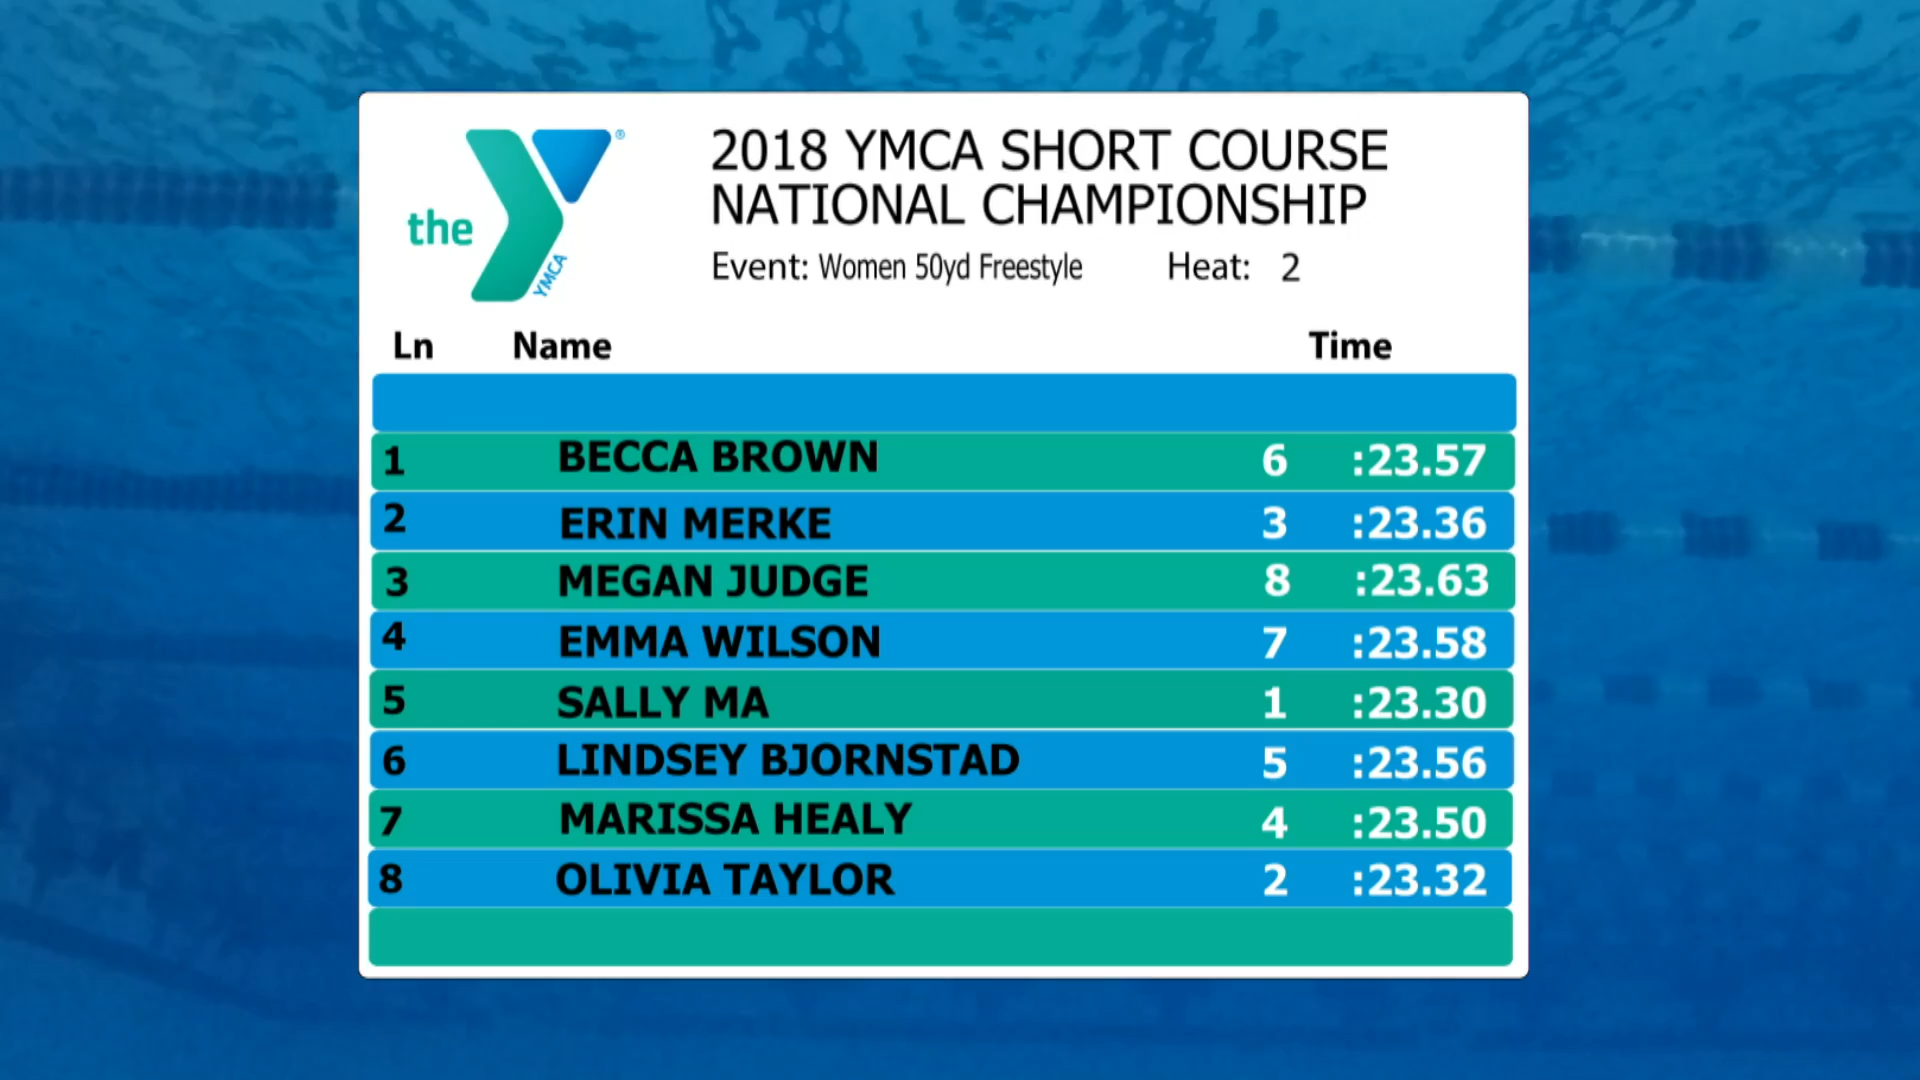 the
YMCA
®
2018 YMCA SHORT COURSE
NATIONAL CHAMPIONSHIP
Event: Women 50yd Freestyle Heat: 2
Ln Name Time
1 BECCA BROWN 6 :23.57
2 ERIN MERKE 3 :23.36
3 MEGAN JUDGE 8 :23.63
4 EMMA WILSON 7 :23.58
5 SALLY MA 1 :23.30
6 LINDSEY BJORNSTAD 5 :23.56
7 MARISSA HEALY 4 :23.50
8 OLIVIA TAYLOR 2 :23.32